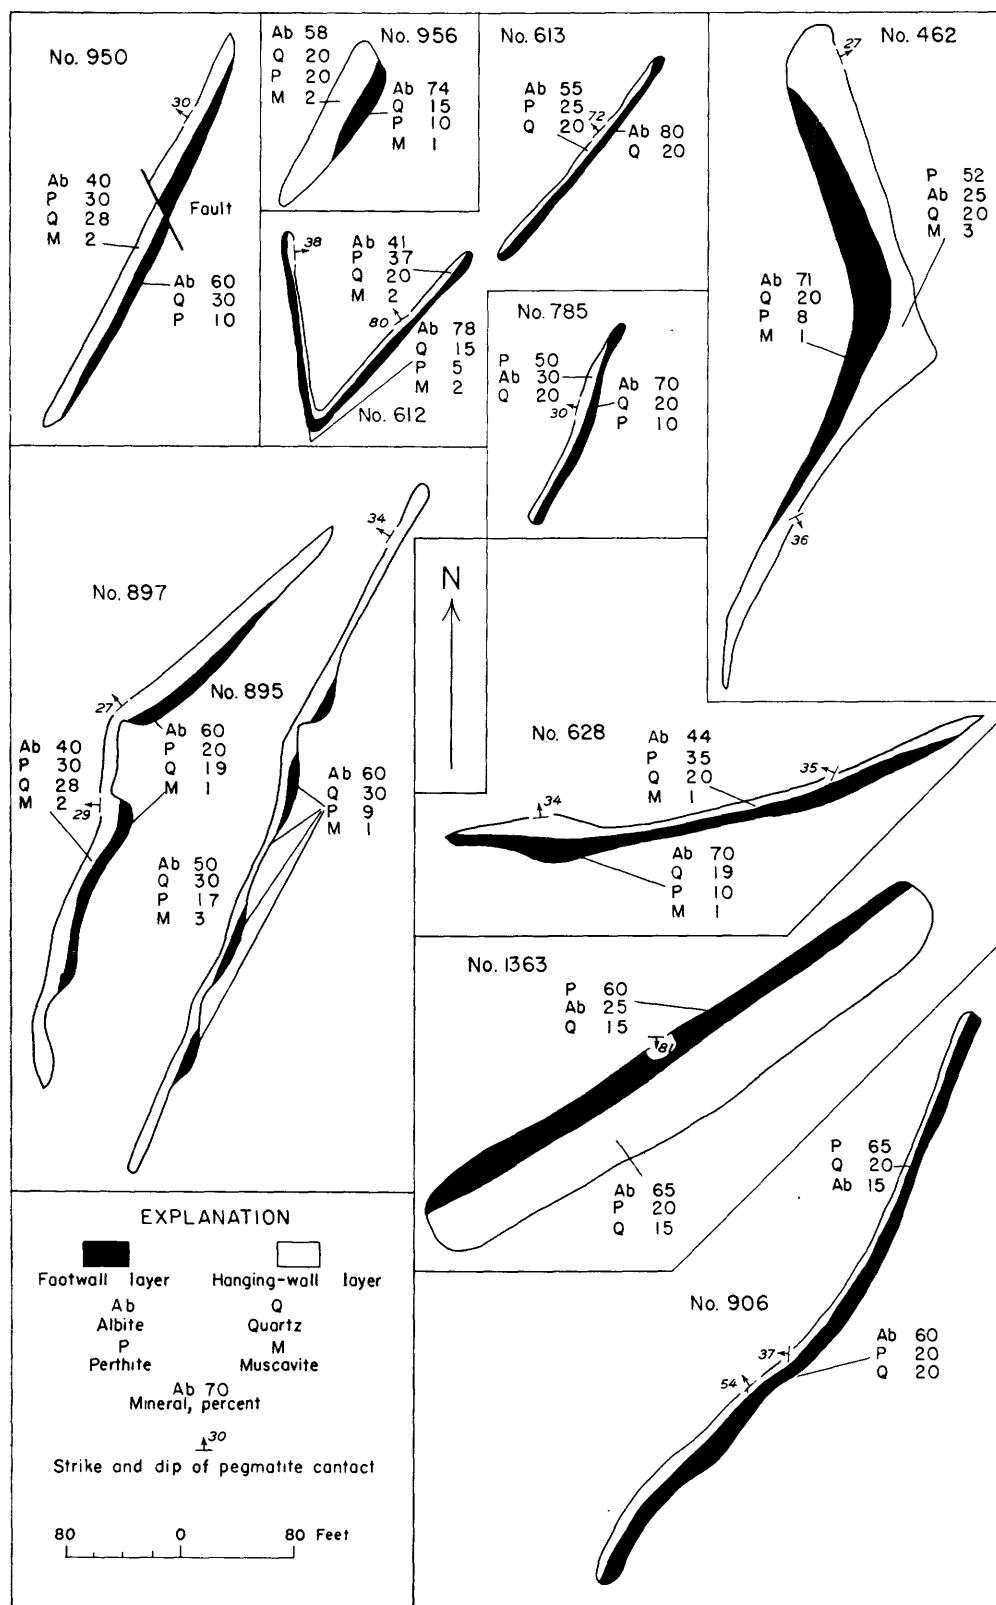 No. 950
30
Ab 40
P 30
Q 28
M 2
Fault
Ab 60
Q 30
P 10
Ab 58
Q 20
P 20
M 2
No. 956
Ab 74
Q 15
P 10
M 1
No. 613
Ab 55
P 25
Q 20
72
Ab 80
Q 20
No. 462
27
P 52
Ab 25
Q 20
M 3
Ab 71
Q 20
P 8
M 1
36
38
Ab 41
P 37
Q 20
M 2
80
Ab 78
Q 15
P 5
M 2
No. 612
No. 785
P 50
Ab 30
Q 20
30
Ab 70
Q 20
P 10
No. 897
27
Ab 40
P 30
Q 28
M 2
29
Ab 60
P 20
Q 19
M 1
No. 895
34
Ab 60
Q 30
P 9
M 1
Ab 50
Q 30
P 17
M 3
N
No. 628
Ab 44
P 35
Q 20
M 1
35
34
Ab 70
Q 19
P 10
M 1
No. 1363
P 60
Ab 25
Q 15
81
Ab 65
P 20
Q 15
P 65
Q 20
Ab 15
No. 906
37
54
Ab 60
P 20
Q 20
EXPLANATION
Footwall layer
Hanging-wall layer
Ab
Albite
Q
Quartz
P
Perthite
M
Muscavite
Ab 70
Mineral, percent
30
Strike and dip of pegmatite cantact
80 0 80 Feet